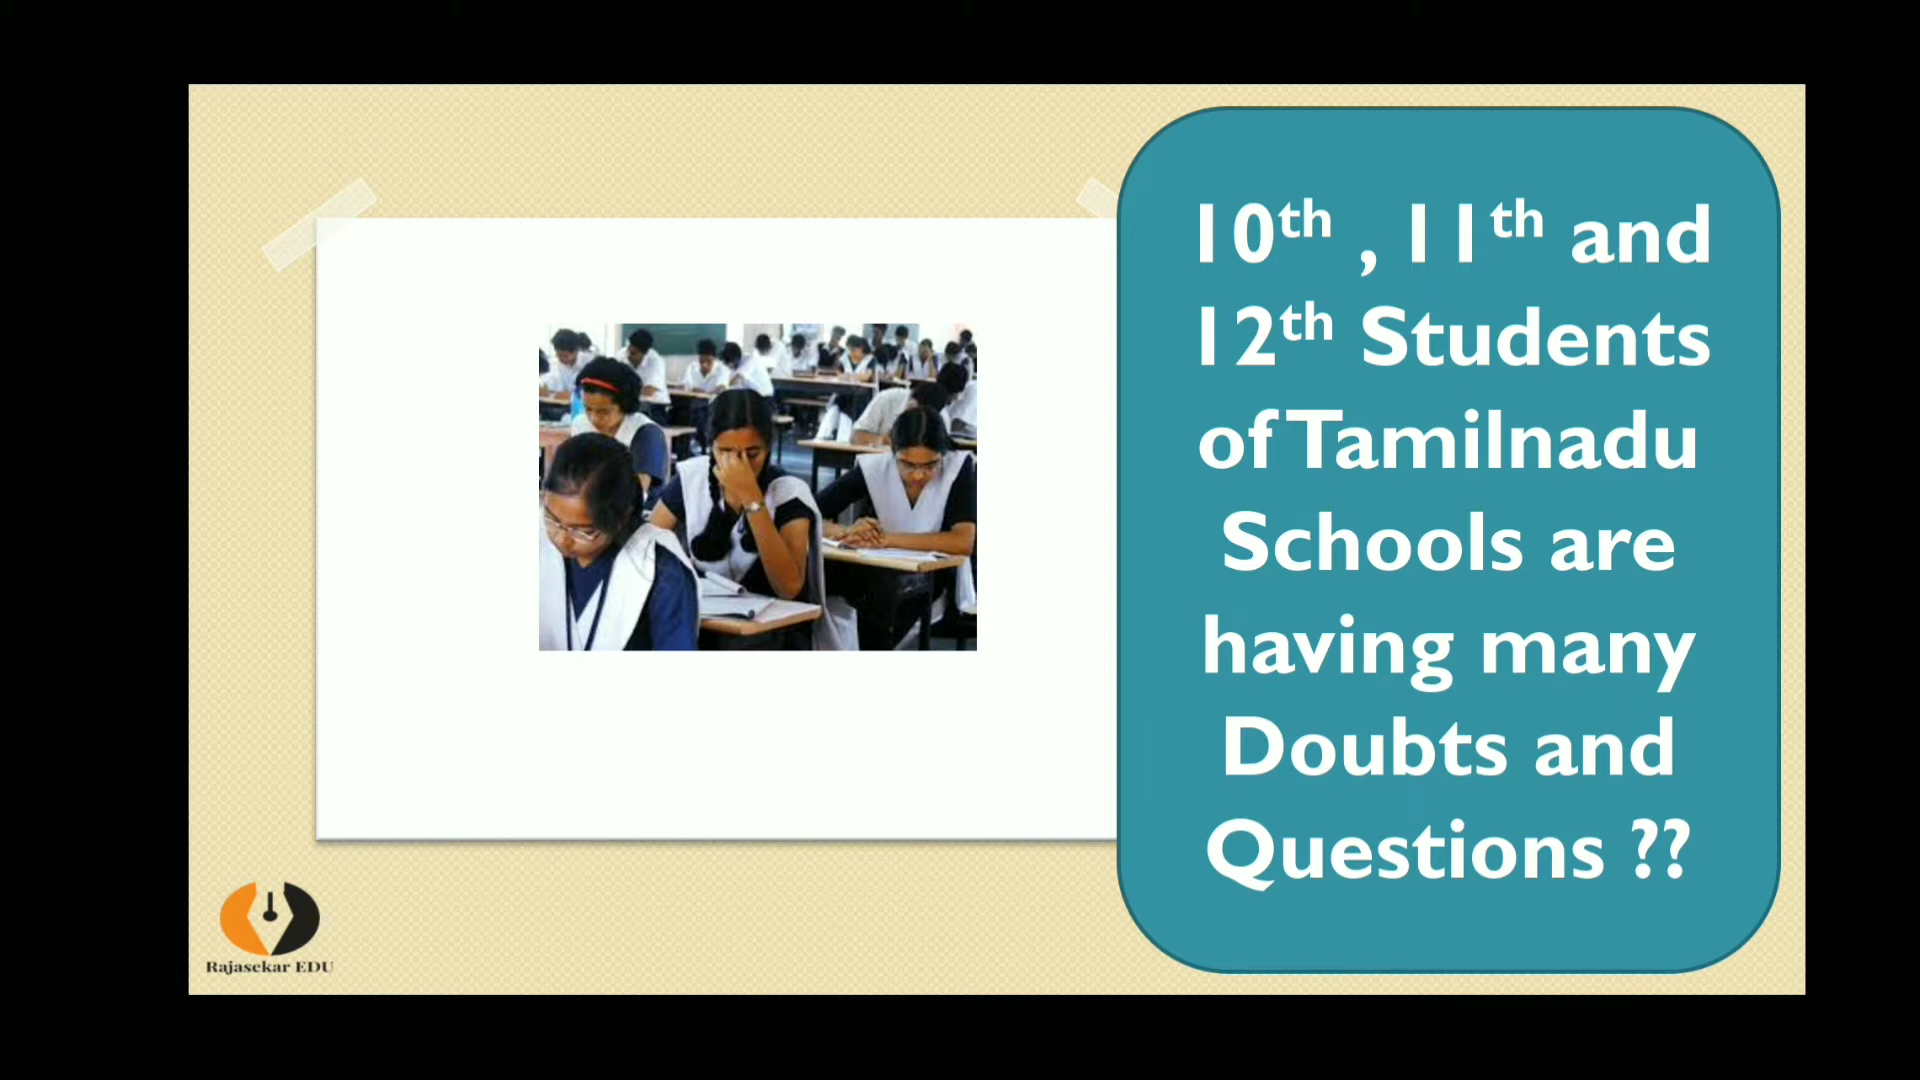 10th , 11th and
12th Students
of Tamilnadu
Schools are
having many
Doubts and
Questions ??
Rajasekar EDU